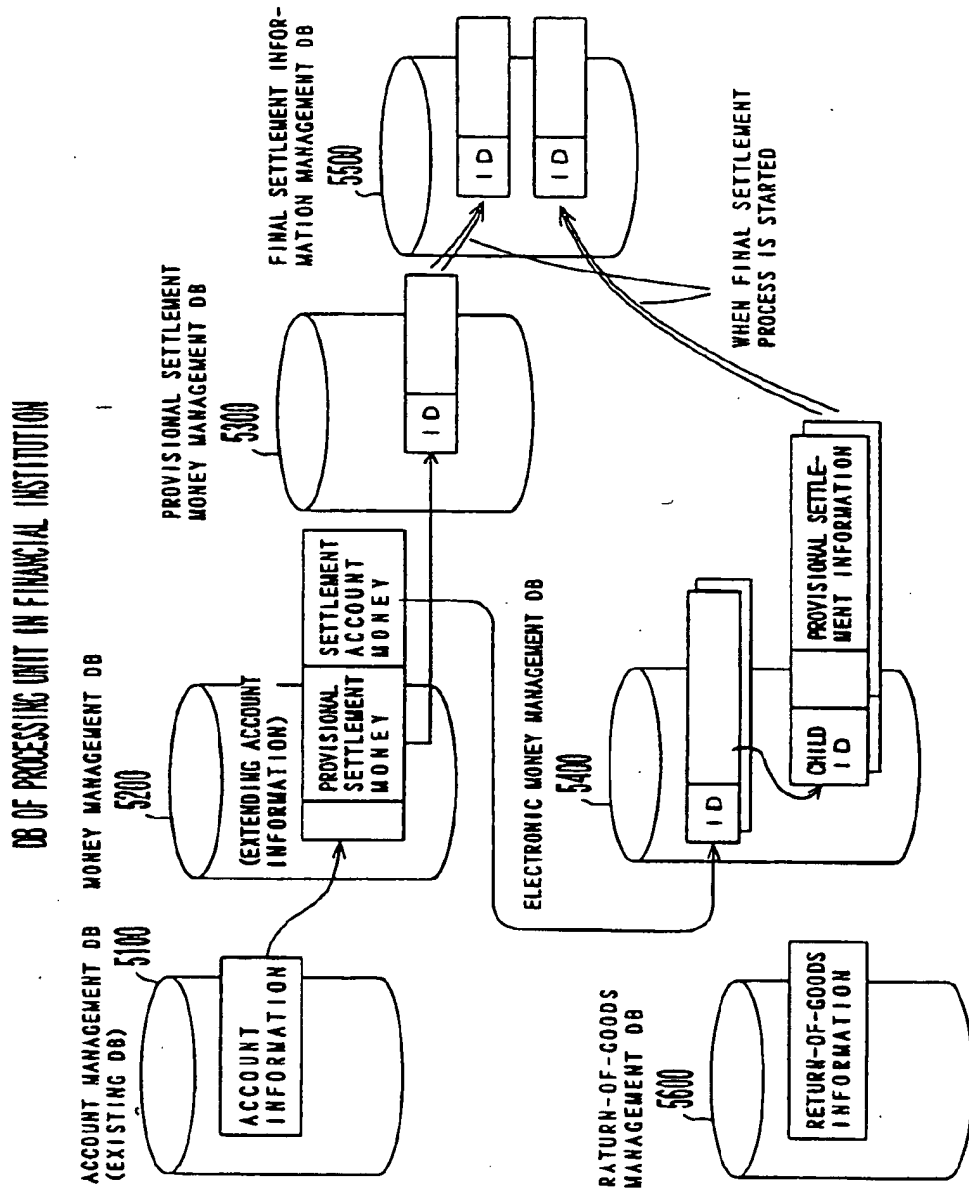 DB OF PROCESSING UNIT IN FINANCIAL INSTITUTION
ACCOUNT MANAGEMENT DB
(EXISTING DB)
5100
ACCOUNT
INFORMATION
MONEY MANAGEMENT DB
5200
(EXTENDING ACCOUNT
INFORMATION)
PROVISIONAL
SETTLEMENT
MONEY
SETTLEMENT
ACCOUNT
MONEY
PROVISIONAL SETTLEMENT
MONEY MANAGEMENT DB
5300
ID
FINAL SETTLEMENT INFOR-
MATION MANAGEMENT DB
5500
ID
ID
WHEN FINAL SETTLEMENT
PROCESS IS STARTED
ELECTRONIC MONEY MANAGEMENT DB
5400
ID
CHILD
ID
PROVISIONAL SETTLE-
MENT INFORMATION
RATURN-OF-GOODS
MANAGEMENT DB
5600
RETURN-OF-GOODS
INFORMATION